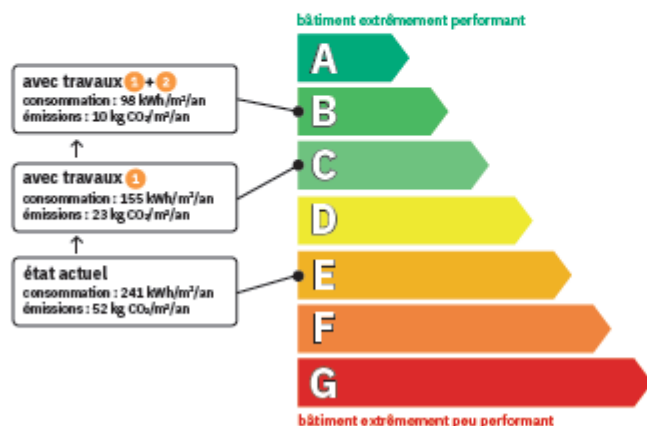 bâtiment extrêmement performant
A
avec travaux 1 + 2
consommation : 98 kWh/m²/an
émissions : 10 kg CO₂/m²/an
B
avec travaux 1
consommation : 155 kWh/m²/an
émissions : 23 kg CO₂/m²/an
C
D
état actuel
consommation : 241 kWh/m²/an
émissions : 52 kg CO₂/m²/an
E
F
G
bâtiment extrêmement peu performant